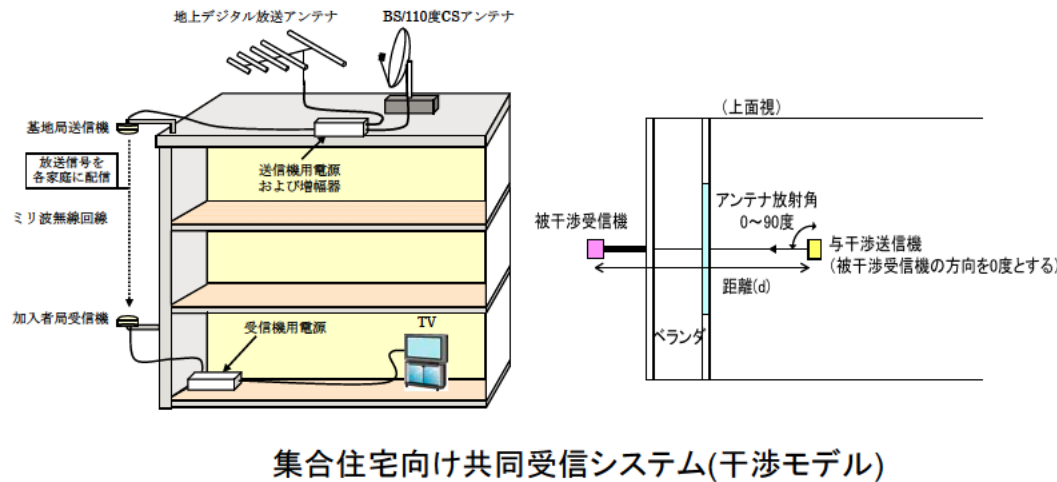 地上デジタル放送アンテナ
BS/110度CSアンテナ
基地局送信機
放送信号を
各家庭に配信
ミリ波無線回線
送信機用電源
および増幅器
加入者局受信機
受信機用電源
TV
(上面視)
アンテナ放射角
0～90度
被干渉受信機
与干渉送信機
(被干渉受信機の方向を0度とする)
距離(d)
ベランダ
集合住宅向け共同受信システム(干渉モデル)